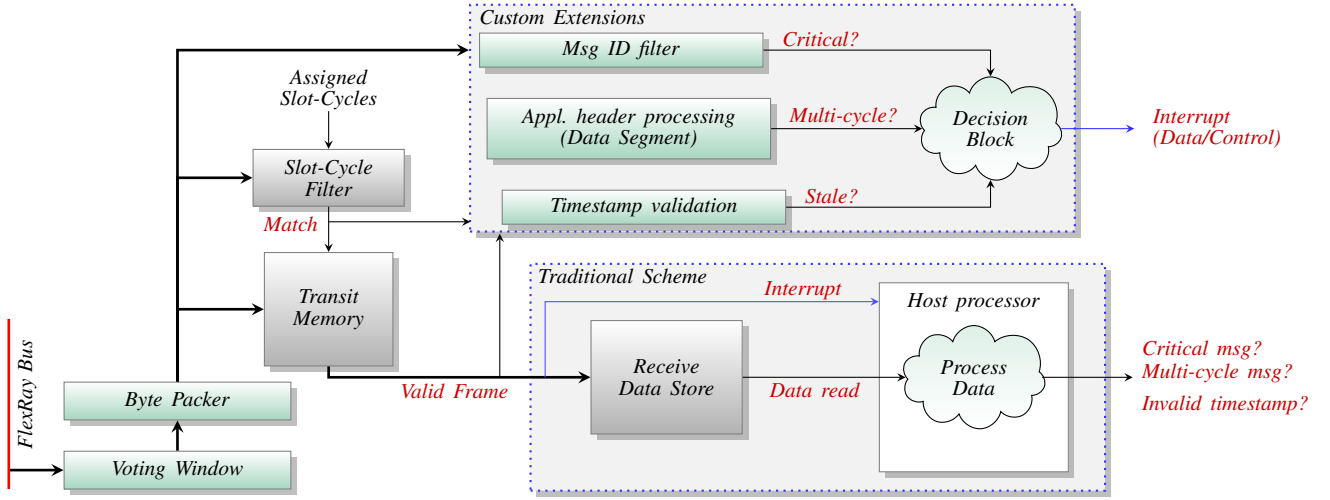 Custom Extensions
Msg ID filter
Critical?
Assigned
Slot-Cycles
Appl. header processing
(Data Segment)
Multi-cycle?
Decision
Block
Interrupt
(Data/Control)
Slot-Cycle
Filter
Timestamp validation
Stale?
Match
Transit
Memory
Traditional Scheme
Interrupt
Host processor
Receive
Data Store
Process
Data
Critical msg?
Multi-cycle msg?
Invalid timestamp?
Valid Frame
Data read
FlexRay Bus
Byte Packer
Voting Window